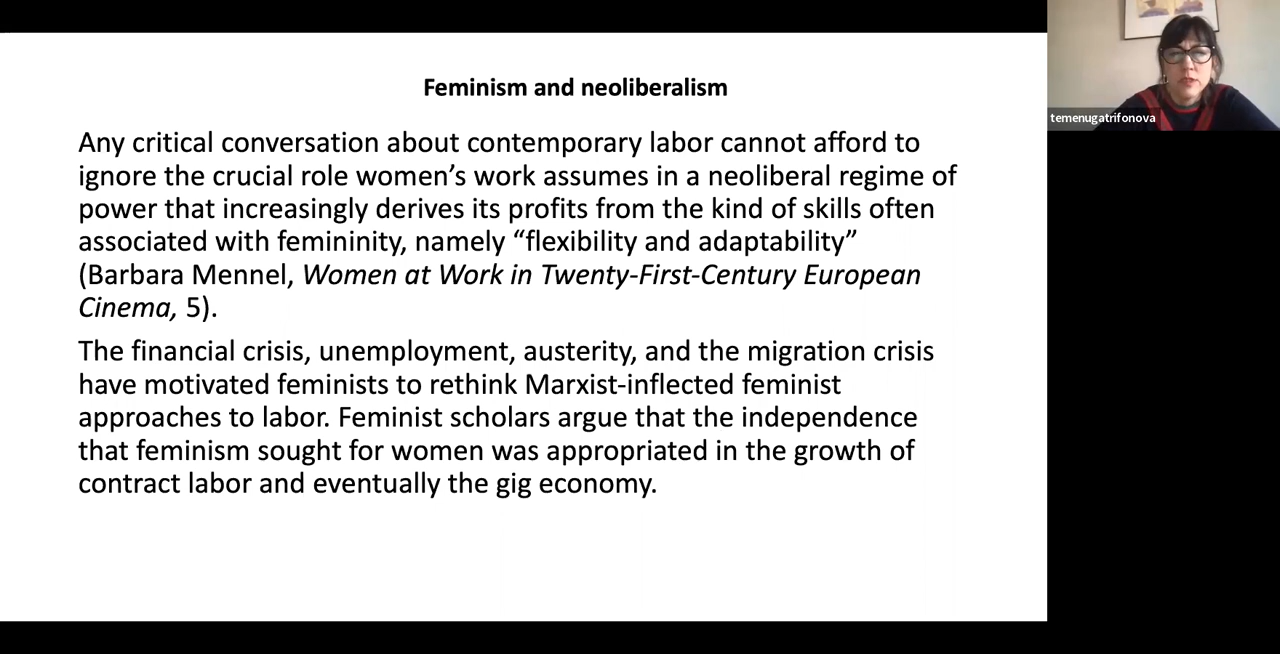 Feminism and neoliberalism
Any critical conversation about contemporary labor cannot afford to
ignore the crucial role women’s work assumes in a neoliberal regime of
power that increasingly derives its profits from the kind of skills often
associated with femininity, namely “flexibility and adaptability”
(Barbara Mennel, Women at Work in Twenty-First-Century European
Cinema, 5).
The financial crisis, unemployment, austerity, and the migration crisis
have motivated feminists to rethink Marxist-inflected feminist
approaches to labor. Feminist scholars argue that the independence
that feminism sought for women was appropriated in the growth of
contract labor and eventually the gig economy.
temenugatrifonova